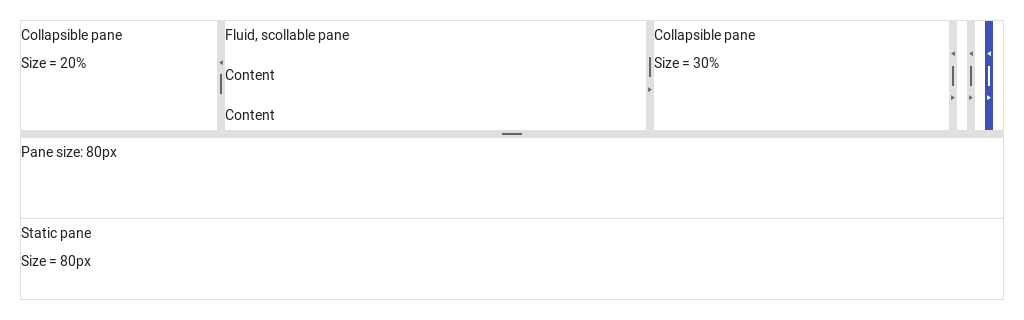 Collapsible pane
Size = 20%
Fluid, scollable pane
Content
Content
Collapsible pane
Size = 30%
Pane size: 80px
Static pane
Size = 80px